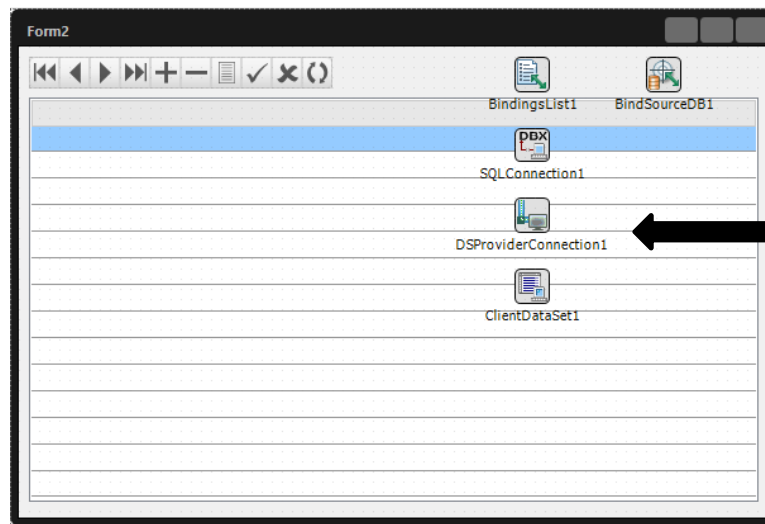 Form2
BindingsList1 BindSourceDB1
DBX
SQLConnection1
DSProviderConnection1
ClientDataSet1